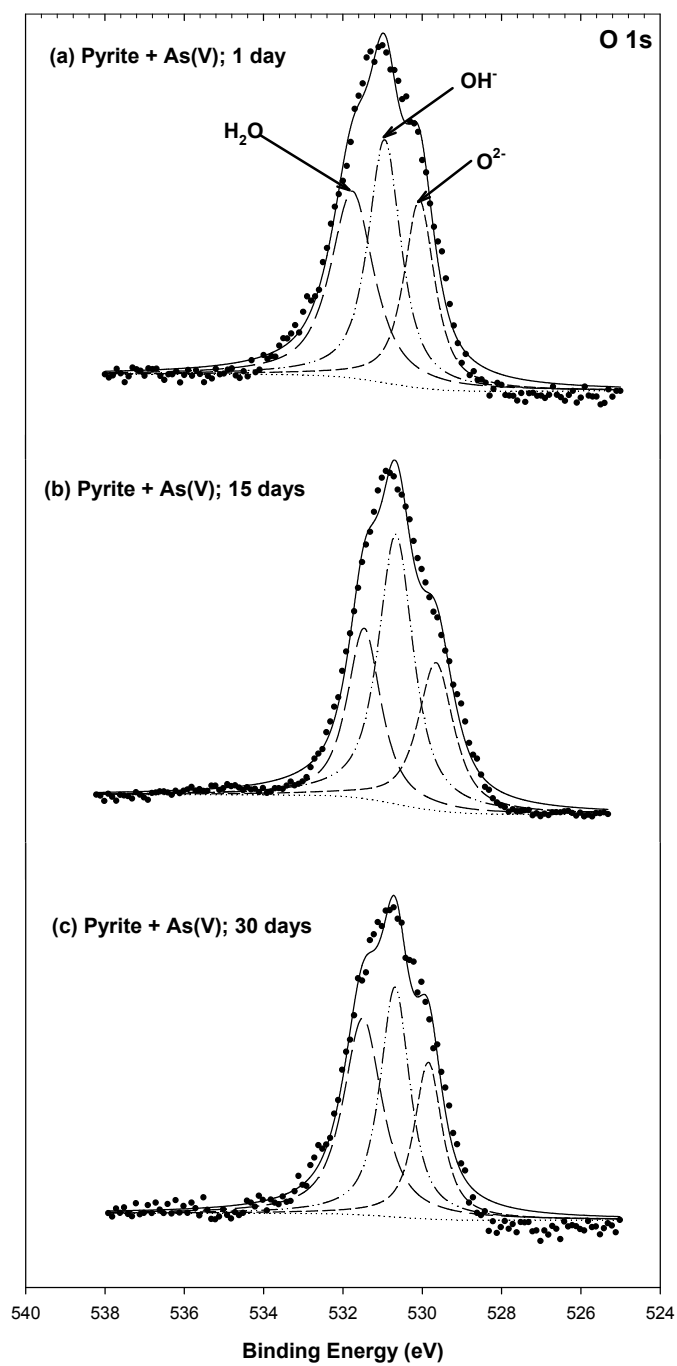 (a) Pyrite + As(V); 1 day
O 1s
OH⁻
H₂O
O²⁻
(b) Pyrite + As(V); 15 days
(c) Pyrite + As(V); 30 days
540 538 536 534 532 530 528 526 524
Binding Energy (eV)